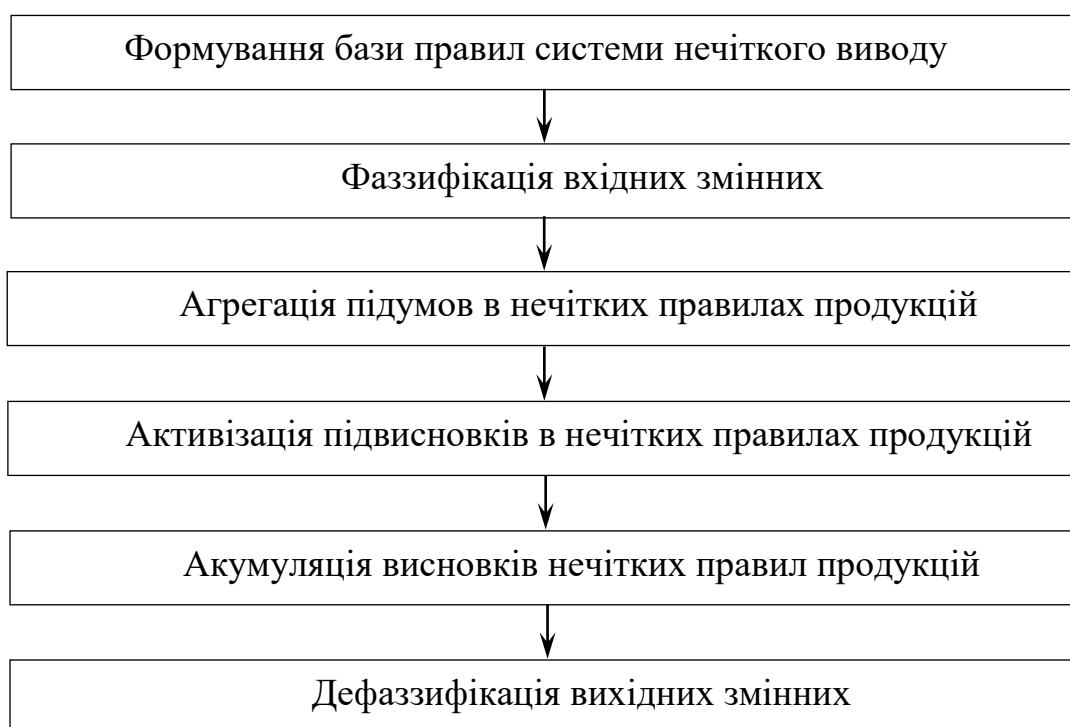 Формування бази правил системи нечіткого виводу
Фаззифікація вхідних змінних
Агрегація підумов в нечітких правилах продукцій
Активізація підвисновків в нечітких правилах продукцій
Акумуляція висновків нечітких правил продукцій
Дефаззифікація вихідних змінних